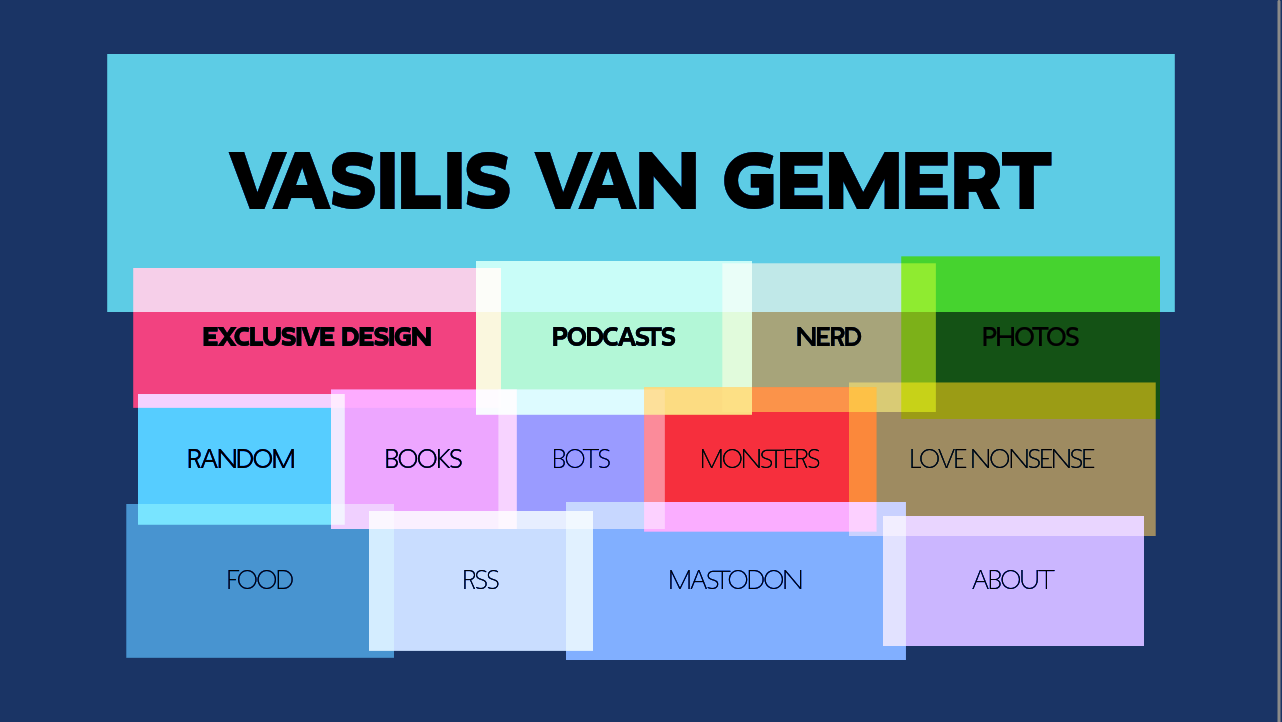 VASILIS VAN GEMERT
EXCLUSIVE DESIGN PODCASTS NERD PHOTOS
RANDOM BOOKS BOTS MONSTERS LOVE NONSENSE
FOOD RSS MASTODON ABOUT